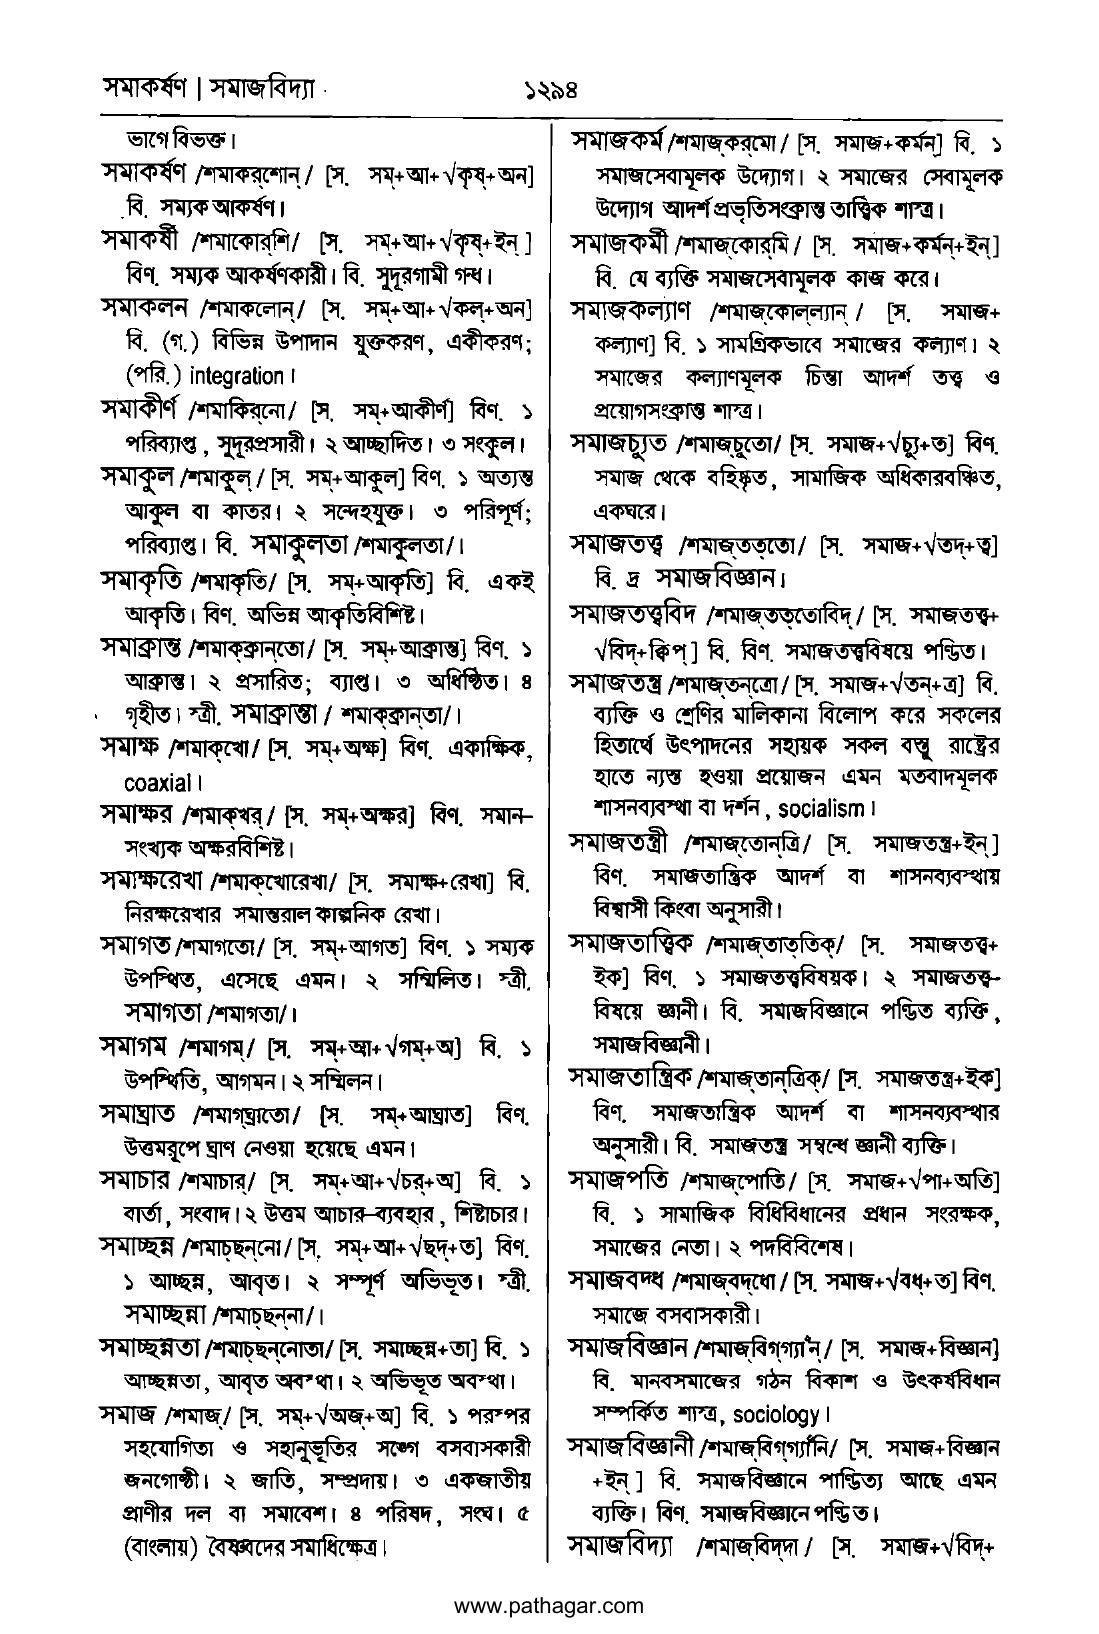 সমাকর্ষণ | সমাজবিদ্যা
১২৯৪
ভাগে বিভক্ত।
সমাকর্ষণ /শমাকর্‌শোন্‌/ [স. সম্‌+আ+√কৃষ্‌+অন]
বি. সম্যক আকর্ষণ।
সমাকর্ষী /শমাকোর্‌শি/ [স. সম্‌+আ+√কৃষ্‌+ইন্‌]
বিণ. সম্যক আকর্ষণকারী। বি. সুদূরগামী গন্ধ।
সমাকলন /শমাকলোন্‌/ [স. সম্‌+আ+√কল্‌+অন]
বি. (গ.) বিভিন্ন উপাদান যুক্তকরণ, একীকরণ;
(পরি.) integration।
সমাকীর্ণ /শমাকির্‌নো/ [স. সম্‌+আকীর্ণ] বিণ. ১
পরিব্যাপ্ত, সুদূরপ্রসারী। ২ আচ্ছাদিত। ৩ সংকুল।
সমাকুল /শমাকুল্‌/ [স. সম্‌+আকুল] বিণ. ১ অত্যন্ত
আকুল বা কাতর। ২ সন্দেহযুক্ত। ৩ পরিপূর্ণ;
পরিব্যাপ্ত। বি. সমাকুলতা /শমাকুলতা/।
সমাকৃতি /শমাকৃতি/ [স. সম্‌+আকৃতি] বি. একই
আকৃতি। বিণ. অভিন্ন আকৃতিবিশিষ্ট।
সমাক্রান্ত /শমাক্‌ক্রান্‌তো/ [স. সম্‌+আক্রান্ত] বিণ. ১
আক্রান্ত। ২ প্রসারিত; ব্যাপ্ত। ৩ অধিষ্ঠিত। ৪
গৃহীত। স্ত্রী. সমাক্রান্তা / শমাক্‌ক্রান্‌তা/।
সমাক্ষ /শমাক্‌খো/ [স. সম্‌+অক্ষ] বিণ. একাক্ষিক,
coaxial।
সমাক্ষর /শমাক্‌খর্‌/ [স. সম্‌+অক্ষর] বিণ. সমান-
সংখ্যক অক্ষরবিশিষ্ট।
সমাক্ষরেখা /শমাক্‌খোরেখা/ [স. সমাক্ষ+রেখা] বি.
নিরক্ষরেখার সমান্তরাল কাল্পনিক রেখা।
সমাগত /শমাগতো/ [স. সম্‌+আগত] বিণ. ১ সম্যক
উপস্থিত, এসেছে এমন। ২ সম্মিলিত। স্ত্রী.
সমাগতা /শমাগতা/।
সমাগম /শমাগম্‌/ [স. সম্‌+আ+√গম্‌+অ] বি. ১
উপস্থিতি, আগমন। ২ সম্মিলন।
সমাঘ্রাত /শমাগ্‌ঘ্রাতো/ [স. সম্‌+আঘ্রাত] বিণ.
উত্তমরূপে ঘ্রাণ নেওয়া হয়েছে এমন।
সমাচার /শমাচার্‌/ [স. সম্‌+আ+√চর্‌+অ] বি. ১
বার্তা, সংবাদ। ২ উত্তম আচার-ব্যবহার, শিষ্টাচার।
সমাচ্ছন্ন /শমাচ্‌ছন্‌নো/ [স. সম্‌+আ+√ছদ্‌+ত] বিণ.
১ আচ্ছন্ন, আবৃত। ২ সম্পূর্ণ অভিভূত। স্ত্রী.
সমাচ্ছন্না /শমাচ্‌ছন্‌না/।
সমাচ্ছন্নতা /শমাচ্‌ছন্‌নোতা/ [স. সমাচ্ছন্ন+তা] বি. ১
আচ্ছন্নতা, আবৃত অবস্থা। ২ অভিভূত অবস্থা।
সমাজ /শমাজ্‌/ [স. সম্‌+√অজ্‌+অ] বি. ১ পরস্পর
সহযোগিতা ও সহানুভূতির সঙ্গে বসবাসকারী
জনগোষ্ঠী। ২ জাতি, সম্প্রদায়। ৩ একজাতীয়
প্রাণীর দল বা সমাবেশ। ৪ পরিষদ, সংঘ। ৫
(বাংলায়) বৈষ্ণবদের সমাধিক্ষেত্র।
সমাজকর্ম /শমাজ্‌কর্‌মো/ [স. সমাজ+কর্মন্‌] বি. ১
সমাজসেবামূলক উদ্যোগ। ২ সমাজের সেবামূলক
উদ্যোগ আদর্শ প্রভৃতিসংক্রান্ত তাত্ত্বিক শাস্ত্র।
সমাজকর্মী /শমাজ্‌কোর্‌মি/ [স. সমাজ+কর্মন্‌+ইন্‌]
বি. যে ব্যক্তি সমাজসেবামূলক কাজ করে।
সমাজকল্যাণ /শমাজ্‌কোল্‌ল্যান্‌/ [স. সমাজ+
কল্যাণ] বি. ১ সামগ্রিকভাবে সমাজের কল্যাণ। ২
সমাজের কল্যাণমূলক চিন্তা আদর্শ তত্ত্ব ও
প্রয়োগসংক্রান্ত শাস্ত্র।
সমাজচ্যুত /শমাজ্‌চুতো/ [স. সমাজ+√চ্যু+ত] বিণ.
সমাজ থেকে বহিষ্কৃত, সামাজিক অধিকারবঞ্চিত,
একঘরে।
সমাজতত্ত্ব /শমাজ্‌তত্‌তো/ [স. সমাজ+√তদ্‌+ত্ব]
বি. দ্র সমাজবিজ্ঞান।
সমাজতত্ত্ববিদ /শমাজ্‌তত্‌তোবিদ্‌/ [স. সমাজতত্ত্ব+
√বিদ্‌+ক্বিপ্‌] বি. বিণ. সমাজতত্ত্ববিষয়ে পণ্ডিত।
সমাজতন্ত্র /শমাজ্‌তন্‌ত্রো/ [স. সমাজ+√তন্‌+ত্র] বি.
ব্যক্তি ও শ্রেণির মালিকানা বিলোপ করে সকলের
হিতার্থে উৎপাদনের সহায়ক সকল বস্তু রাষ্ট্রের
হাতে ন্যস্ত হওয়া প্রয়োজন এমন মতবাদমূলক
শাসনব্যবস্থা বা দর্শন, socialism।
সমাজতন্ত্রী /শমাজ্‌তোন্‌ত্রি/ [স. সমাজতন্ত্র+ইন্‌]
বিণ. সমাজতান্ত্রিক আদর্শ বা শাসনব্যবস্থায়
বিশ্বাসী কিংবা অনুসারী।
সমাজতাত্ত্বিক /শমাজ্‌তাত্‌তিক্‌/ [স. সমাজতত্ত্ব+
ইক] বিণ. ১ সমাজতত্ত্ববিষয়ক। ২ সমাজতত্ত্ব-
বিষয়ে জ্ঞানী। বি. সমাজবিজ্ঞানে পণ্ডিত ব্যক্তি,
সমাজবিজ্ঞানী।
সমাজতান্ত্রিক /শমাজ্‌তান্‌ত্রিক্‌/ [স. সমাজতন্ত্র+ইক]
বিণ. সমাজতান্ত্রিক আদর্শ বা শাসনব্যবস্থার
অনুসারী। বি. সমাজতন্ত্র সম্বন্ধে জ্ঞানী ব্যক্তি।
সমাজপতি /শমাজ্‌পোতি/ [স. সমাজ+√পা+অতি]
বি. ১ সামাজিক বিধিবিধানের প্রধান সংরক্ষক,
সমাজের নেতা। ২ পদবিবিশেষ।
সমাজবদ্ধ /শমাজ্‌বদ্‌ধো/ [স. সমাজ+√বধ্‌+ত] বিণ.
সমাজে বসবাসকারী।
সমাজবিজ্ঞান /শমাজ্‌বিগ্‌গ্যাঁন্‌/ [স. সমাজ+বিজ্ঞান]
বি. মানবসমাজের গঠন বিকাশ ও উৎকর্ষবিধান
সম্পর্কিত শাস্ত্র, sociology।
সমাজবিজ্ঞানী /শমাজ্‌বিগ্‌গ্যাঁনি/ [স. সমাজ+বিজ্ঞান
+ইন্‌] বি. সমাজবিজ্ঞানে পাণ্ডিত্য আছে এমন
ব্যক্তি। বিণ. সমাজবিজ্ঞানে পণ্ডিত।
সমাজবিদ্যা /শমাজ্‌বিদ্‌দা/ [স. সমাজ+√বিদ্‌+
www.pathagar.com